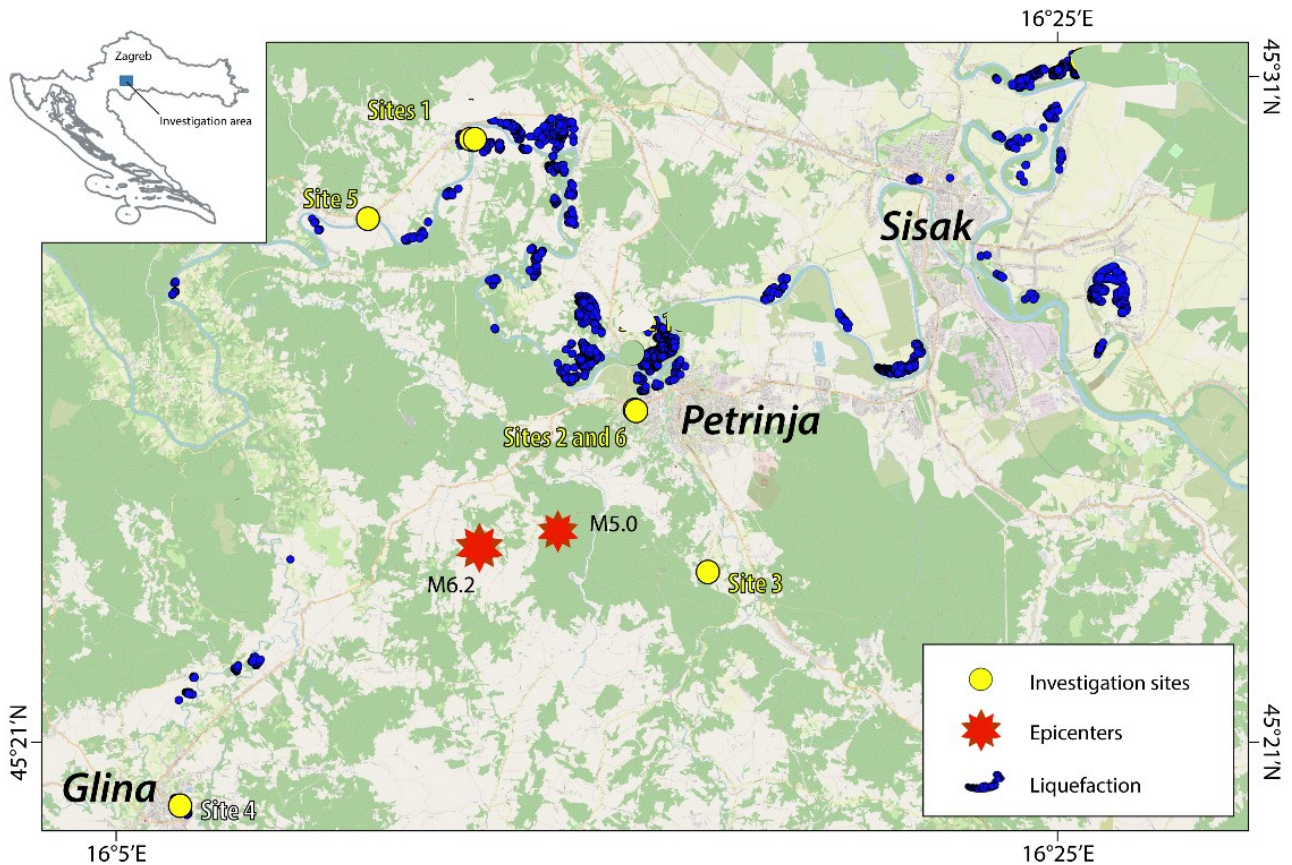 16°25′E
Zagreb
Investigation area
45°31′N
Sites 1
Site 5
Sisak
Petrinja
Sites 2 and 6
M5.0
M6.2
Site 3
Investigation sites
Epicenters
Liquefaction
45°21′N
45°21′N
Glina
Site 4
16°5′E
16°25′E